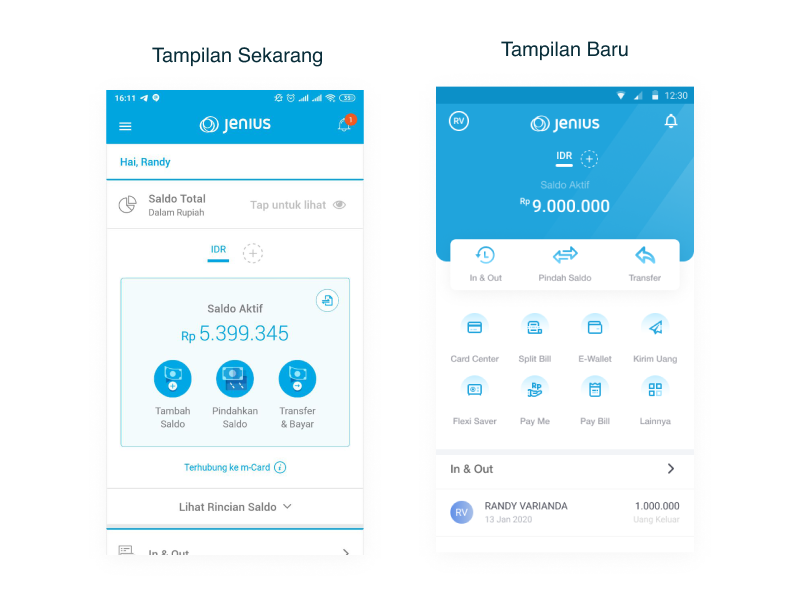 Tampilan Sekarang
16:11
33
Jenius
1
Hai, Randy
Saldo Total
Dalam Rupiah
Tap untuk lihat
IDR
Saldo Aktif
Rp 5.399.345
Tambah Saldo
Pindahkan Saldo
Transfer & Bayar
Terhubung ke m-Card
Lihat Rincian Saldo
In & Out
Tampilan Baru
12:30
RV
Jenius
IDR
Saldo Aktif
Rp 9.000.000
In & Out
Pindah Saldo
Transfer
Card Center
Split Bill
E-Wallet
Kirim Uang
Flexi Saver
Pay Me
Pay Bill
Lainnya
In & Out
RV
RANDY VARIANDA
1.000.000
13 Jan 2020
Uang Keluar